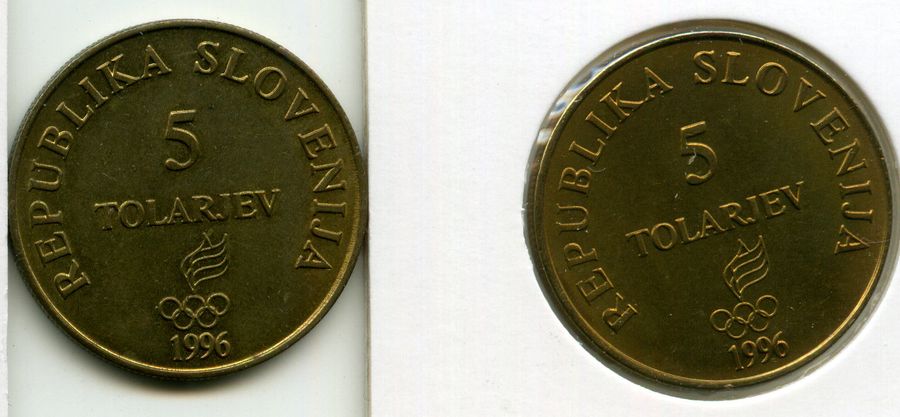 REPUBLIKA SLOVENIJA
5
TOLARJEV
1996
REPUBLIKA SLOVENIJA
5
TOLARJEV
1996